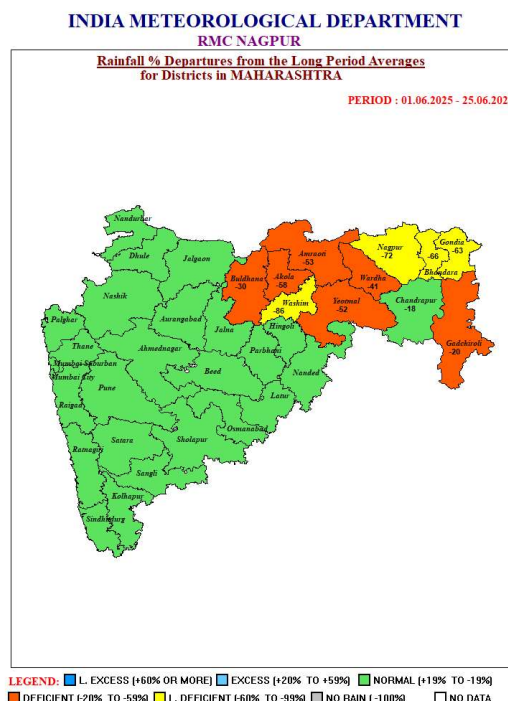 INDIA METEOROLOGICAL DEPARTMENT
RMC NAGPUR
Rainfall % Departures from the Long Period Averages
for Districts in MAHARASHTRA
PERIOD : 01.06.2025 - 25.06.202
Nandurbar
Dhule
Jalgaon
Nashik
Buldhana
-30
Akola
-58
Amraoti
-53
Washim
-86
Nagpur
-72
Wardha
-41
Yeotmal
-52
-66
Bhandara
Gondia
-63
Chandrapur
-18
Gadchiroli
-20
Palghar
Aurangabad
Jalna
Hingoli
Thane
Ahmednagar
Parbhani
Mumbai Suburban
Mumbai City
Pune
Beed
Nanded
Raigad
Latur
Satara
Osmanabad
Ratnagiri
Sholapur
Sangli
Kolhapur
Sindhudurg
LEGEND: L. EXCESS (+60% OR MORE) EXCESS (+20% TO +59%) NORMAL (+19% TO -19%)
DEFICIENT (-20% TO -59%) L. DEFICIENT (-60% TO -99%) NO RAIN (-100%) NO DATA